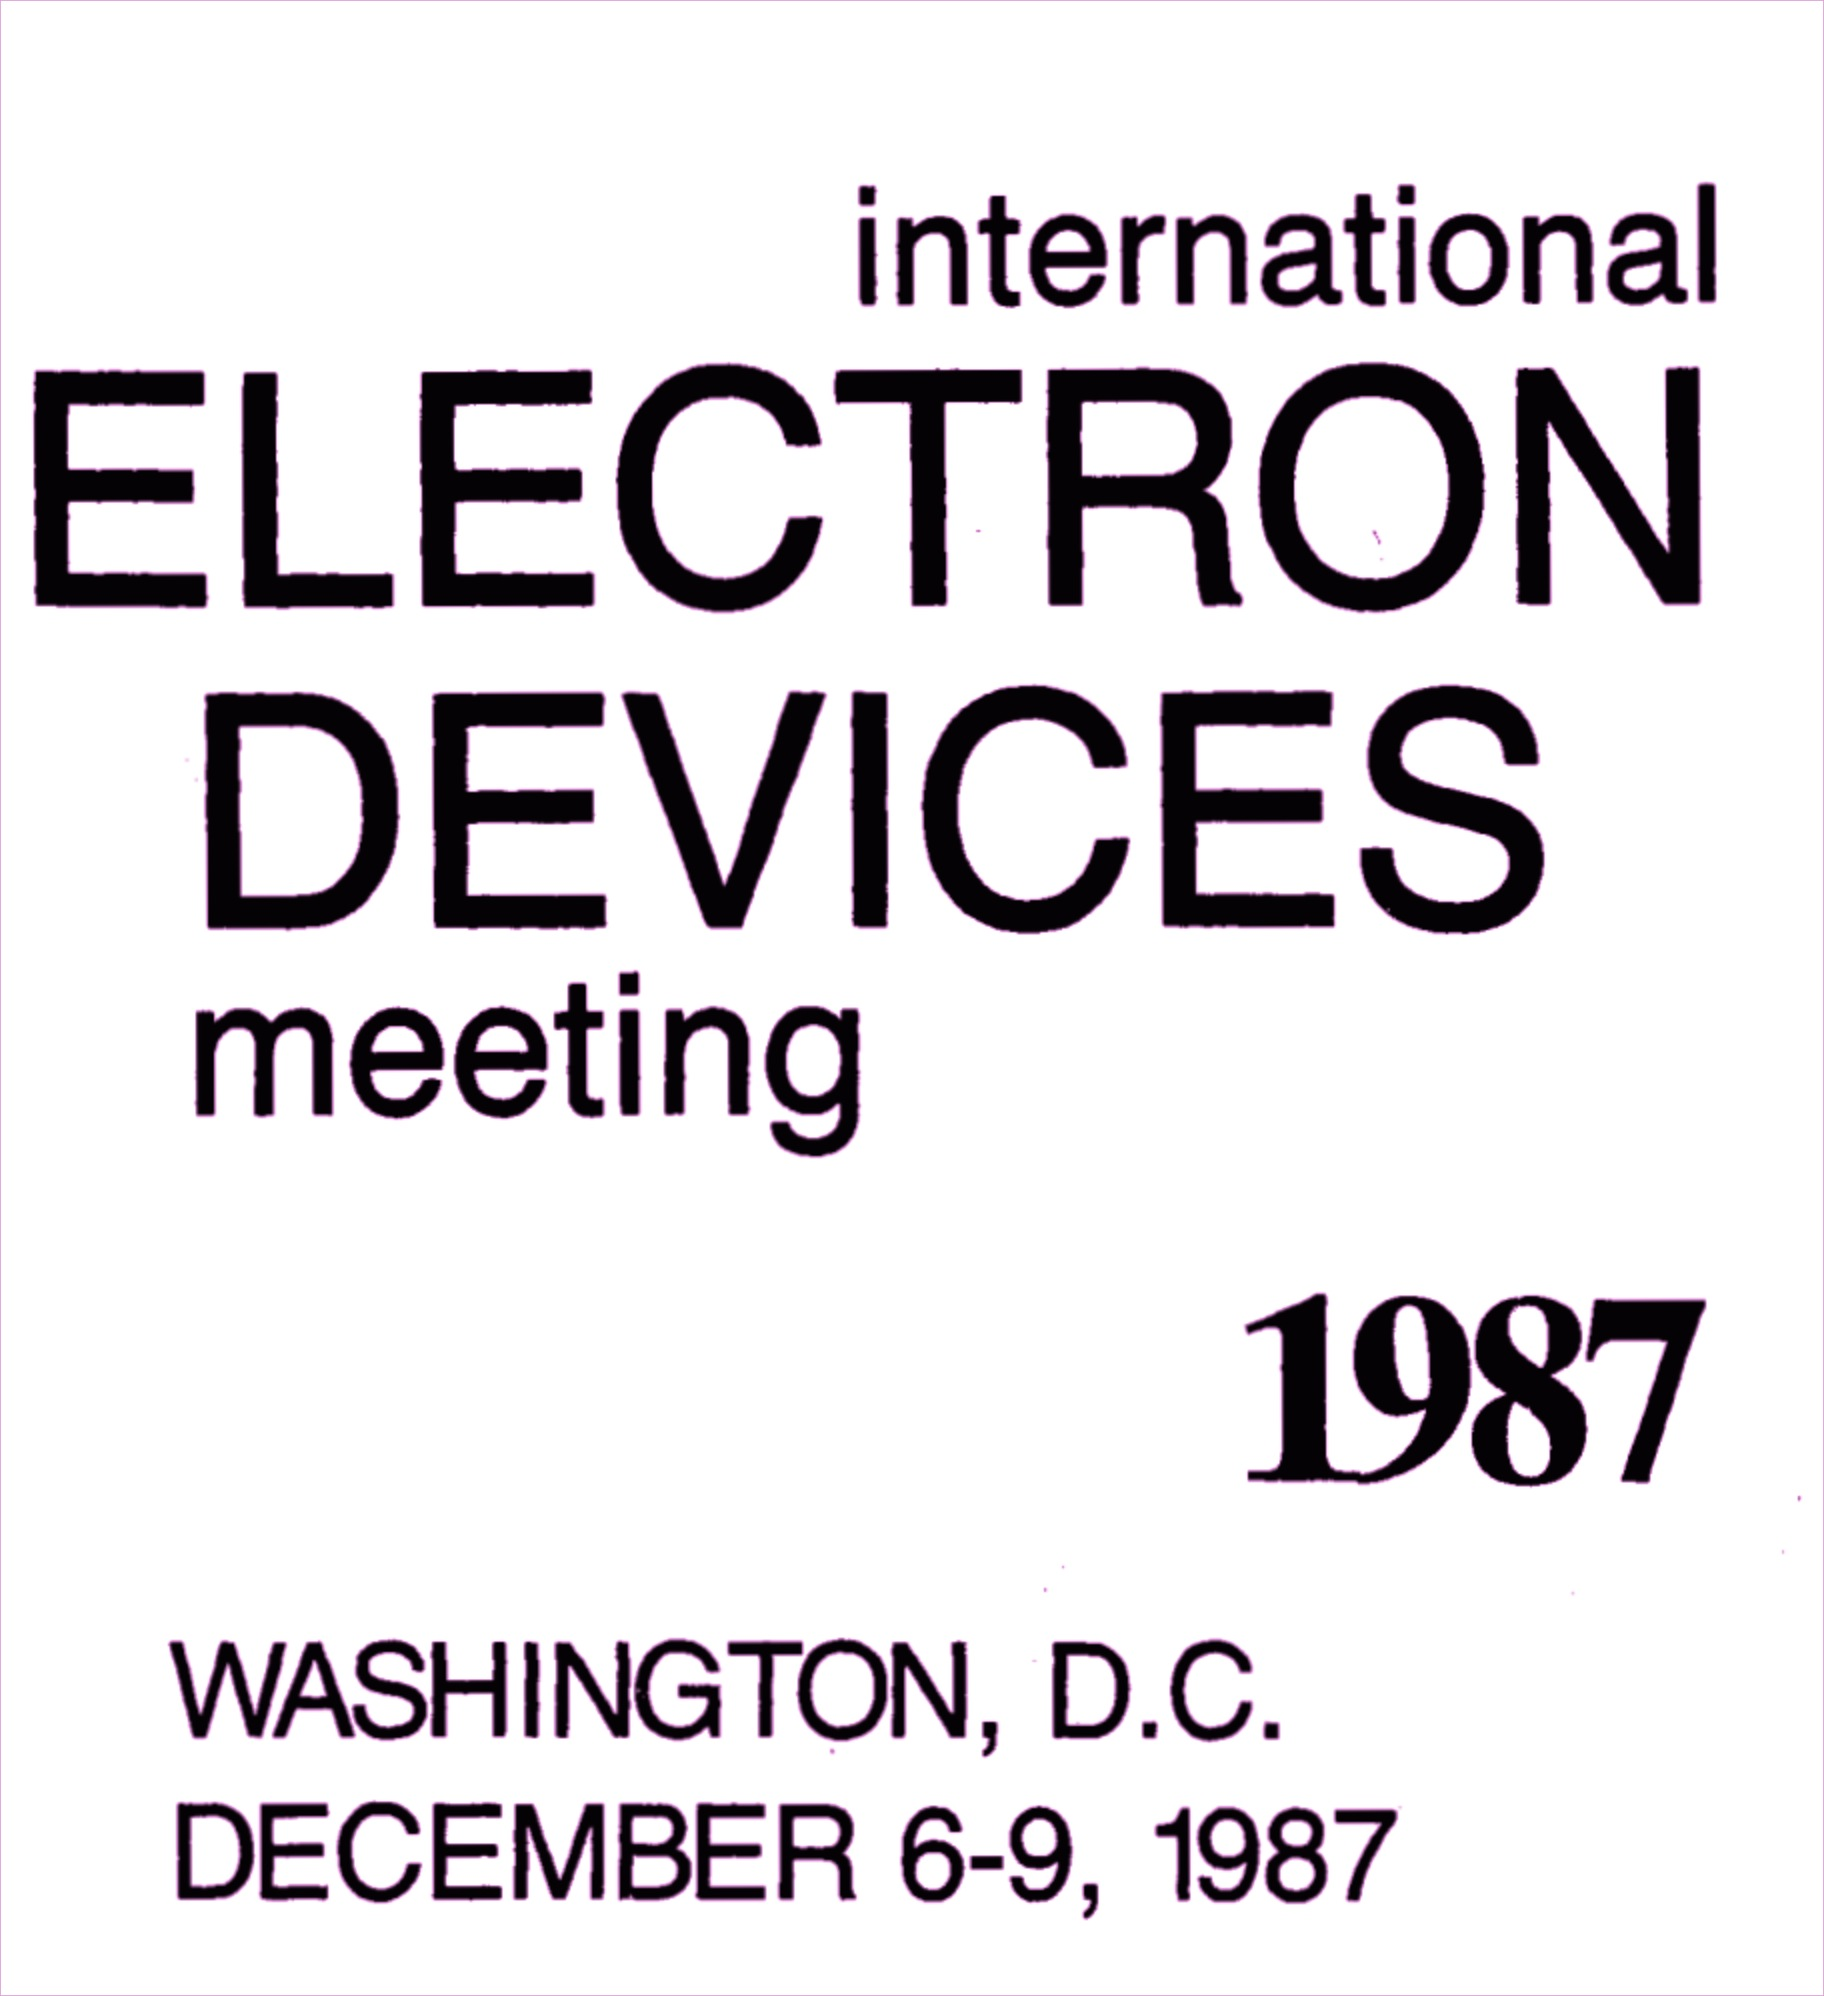 international
ELECTRON
DEVICES
meeting
1987
WASHINGTON, D.C.
DECEMBER 6-9, 1987